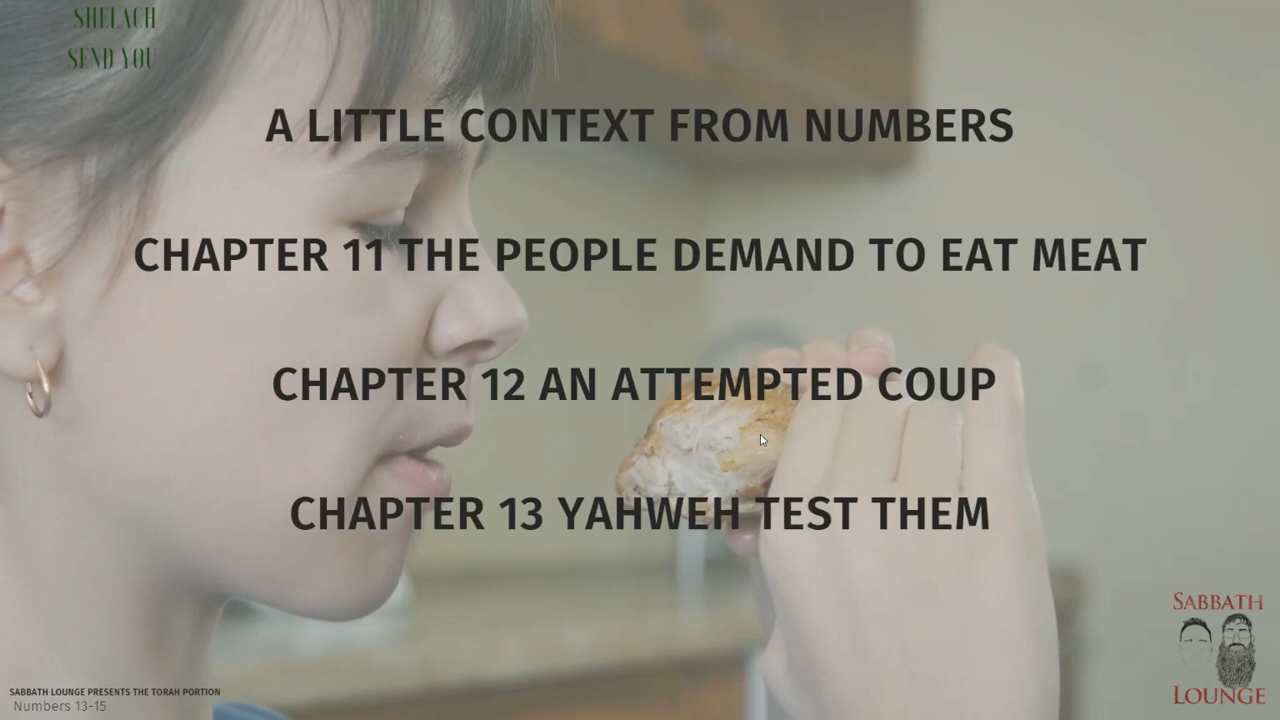 SHELACH
SEND YOU
A LITTLE CONTEXT FROM NUMBERS
CHAPTER 11 THE PEOPLE DEMAND TO EAT MEAT
CHAPTER 12 AN ATTEMPTED COUP
CHAPTER 13 YAHWEH TEST THEM
SABBATH
LOUNGE
SABBATH LOUNGE PRESENTS THE TORAH PORTION
Numbers 13-15